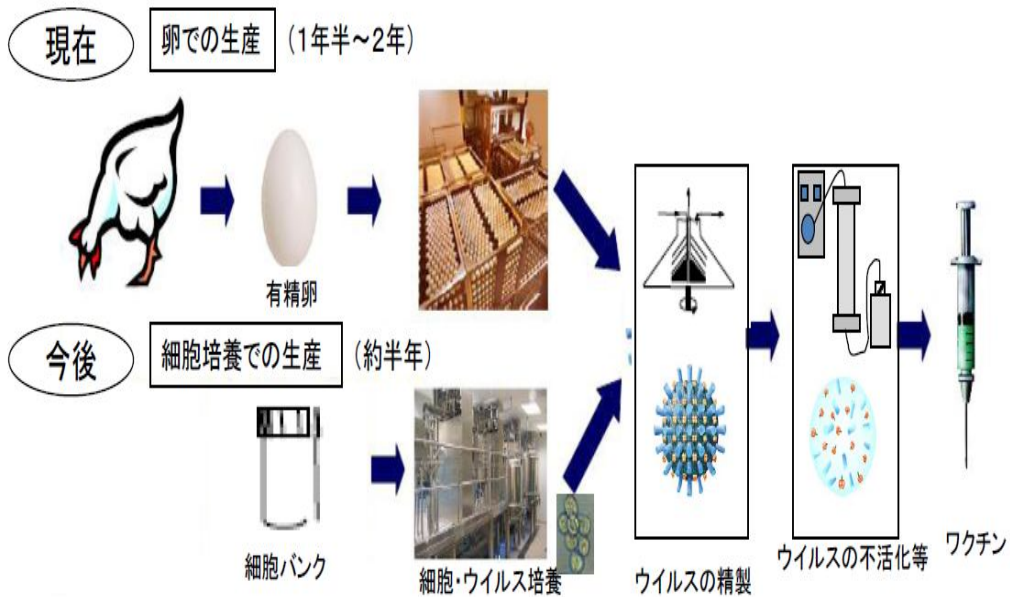 現在
卵での生産 (1年半～2年)
有精卵
今後
細胞培養での生産 (約半年)
細胞バンク
細胞・ウイルス培養
ウイルスの精製
ウイルスの不活化等
ワクチン